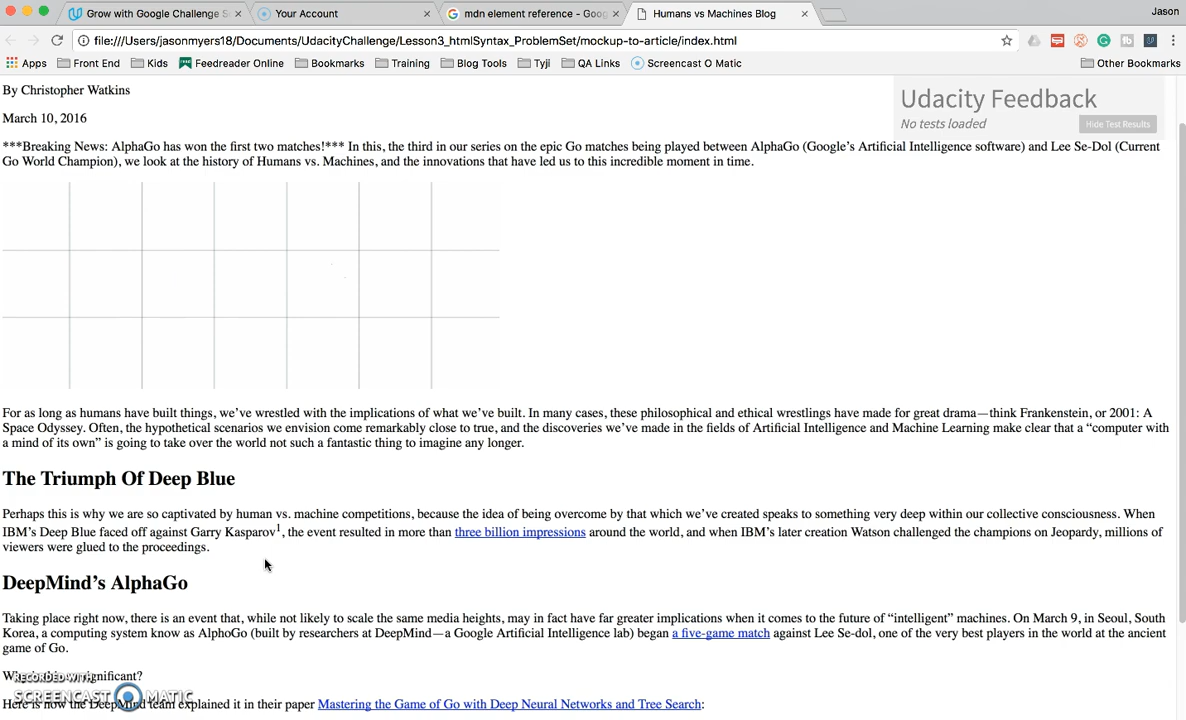 Grow with Google Challenge S
Your Account
mdn element reference - Goog
Humans vs Machines Blog
Jason
file:///Users/jasonmyers18/Documents/UdacityChallenge/Lesson3_htmlSyntax_ProblemSet/mockup-to-article/index.html
Apps Front End Kids Feedreader Online Bookmarks Training Blog Tools Tyji QA Links Screencast O Matic Other Bookmarks
Udacity Feedback
No tests loaded
Hide Test Results
By Christopher Watkins
March 10, 2016
***Breaking News: AlphaGo has won the first two matches!*** In this, the third in our series on the epic Go matches being played between AlphaGo (Google’s Artificial Intelligence software) and Lee Se-Dol (Current
Go World Champion), we look at the history of Humans vs. Machines, and the innovations that have led us to this incredible moment in time.
For as long as humans have built things, we’ve wrestled with the implications of what we’ve built. In many cases, these philosophical and ethical wrestlings have made for great drama—think Frankenstein, or 2001: A
Space Odyssey. Often, the hypothetical scenarios we envision come remarkably close to true, and the discoveries we’ve made in the fields of Artificial Intelligence and Machine Learning make clear that a “computer with
a mind of its own” is going to take over the world not such a fantastic thing to imagine any longer.
The Triumph Of Deep Blue
Perhaps this is why we are so captivated by human vs. machine competitions, because the idea of being overcome by that which we’ve created speaks to something very deep within our collective consciousness. When
IBM’s Deep Blue faced off against Garry Kasparov1, the event resulted in more than three billion impressions around the world, and when IBM’s later creation Watson challenged the champions on Jeopardy, millions of
viewers were glued to the proceedings.
DeepMind’s AlphaGo
Taking place right now, there is an event that, while not likely to scale the same media heights, may in fact have far greater implications when it comes to the future of “intelligent” machines. On March 9, in Seoul, South
Korea, a computing system know as AlphoGo (built by researchers at DeepMind—a Google Artificial Intelligence lab) began a five-game match against Lee Se-dol, one of the very best players in the world at the ancient
game of Go.
significant?
RECORDED WITH
SCREENCAST MATIC
Here is how the DeepMind team explained it in their paper Mastering the Game of Go with Deep Neural Networks and Tree Search: